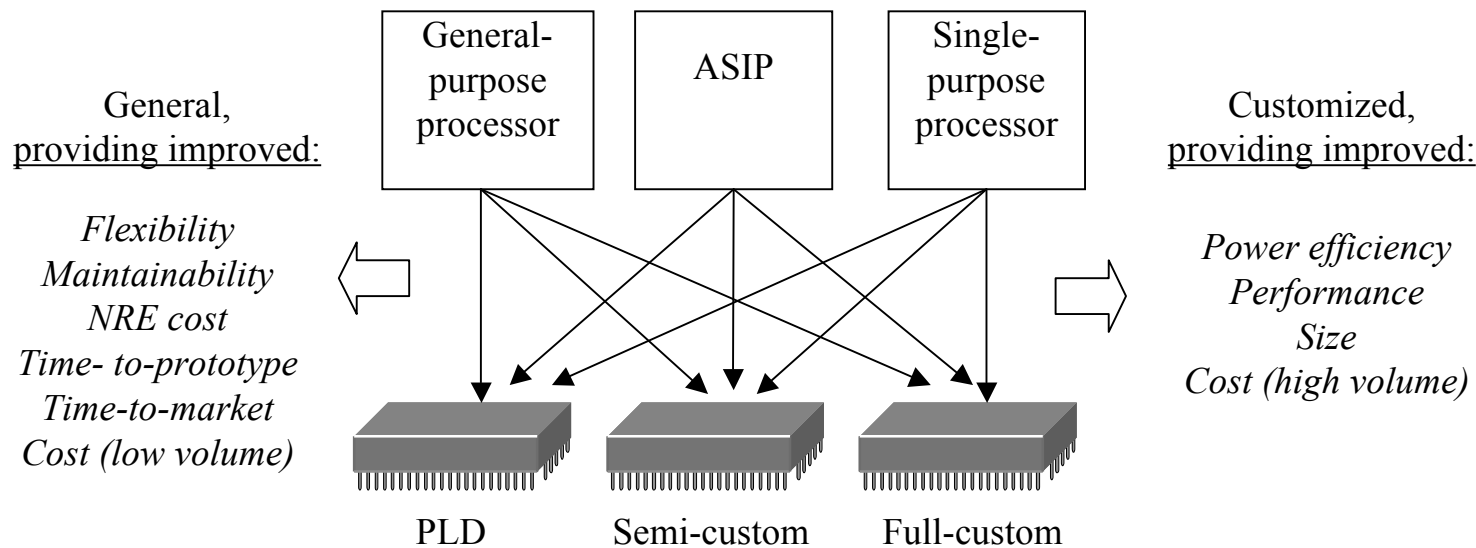 General-
purpose
processor
ASIP
Single-
purpose
processor
General,
providing improved:
Flexibility
Maintainability
NRE cost
Time- to-prototype
Time-to-market
Cost (low volume)
Customized,
providing improved:
Power efficiency
Performance
Size
Cost (high volume)
PLD
Semi-custom
Full-custom